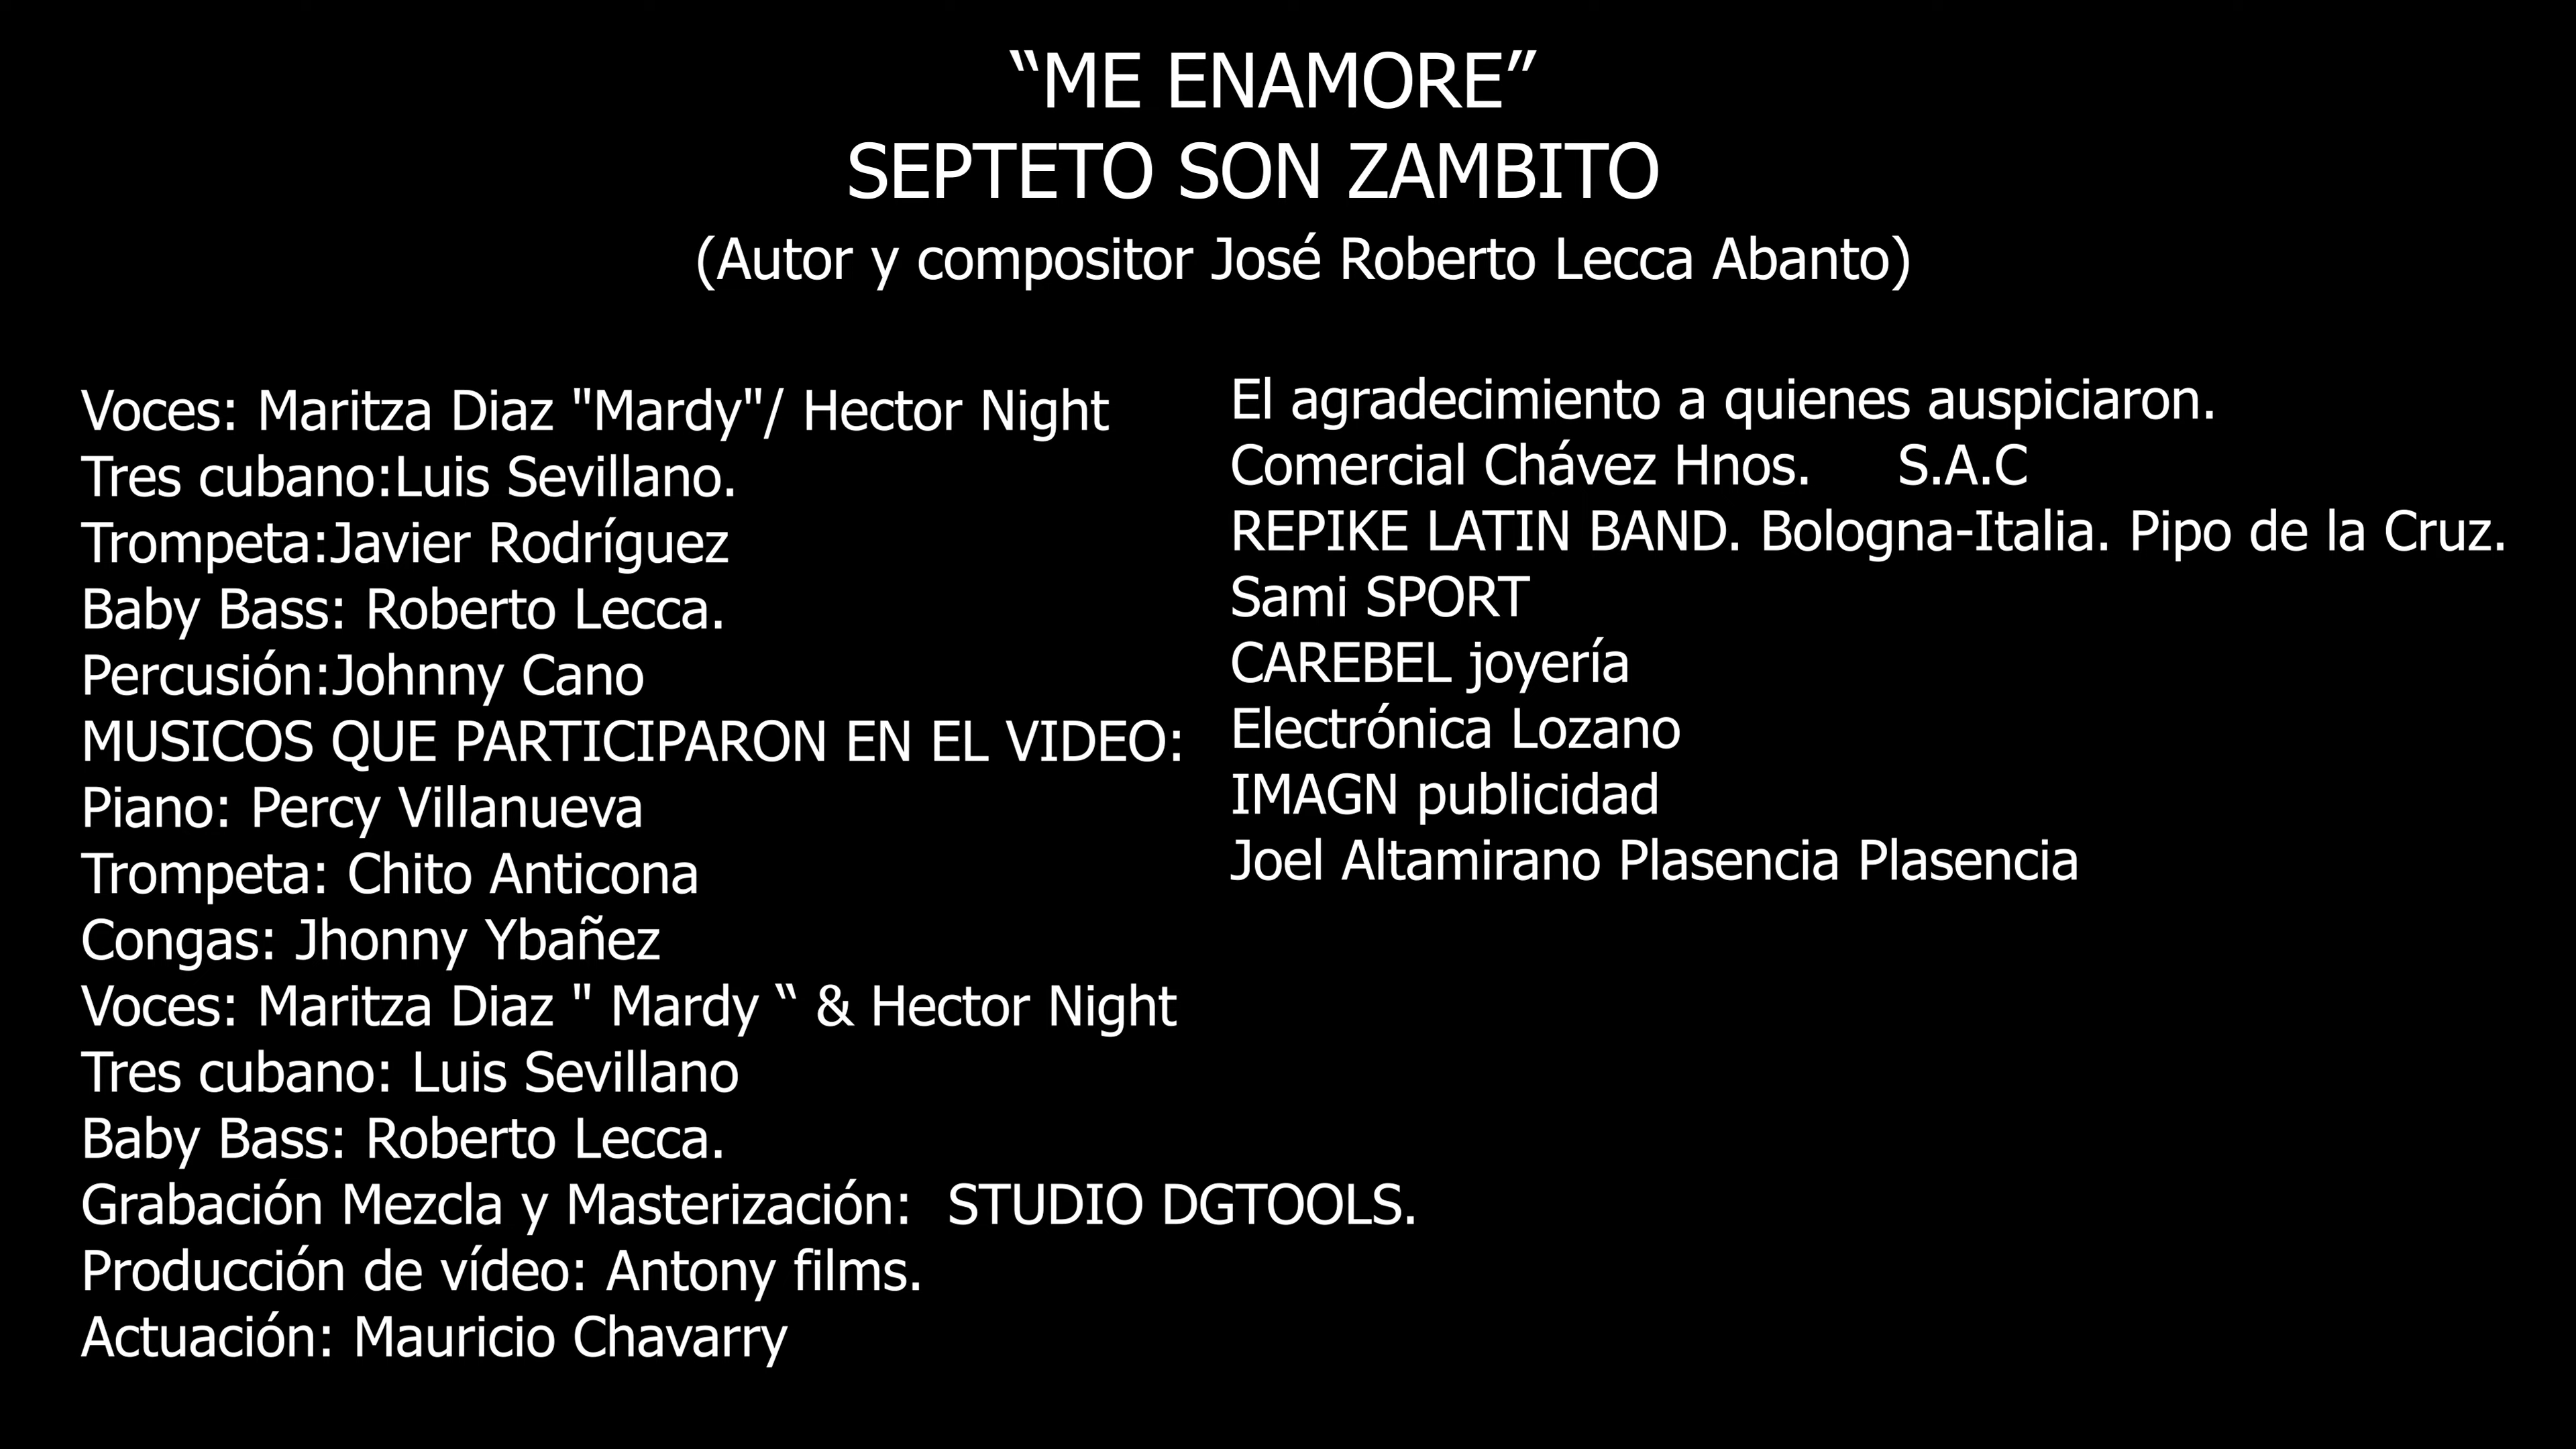 “ME ENAMORE”
SEPTETO SON ZAMBITO
(Autor y compositor José Roberto Lecca Abanto)
Voces: Maritza Diaz "Mardy"/ Hector Night
Tres cubano:Luis Sevillano.
Trompeta:Javier Rodríguez
Baby Bass: Roberto Lecca.
Percusión:Johnny Cano
MUSICOS QUE PARTICIPARON EN EL VIDEO:
Piano: Percy Villanueva
Trompeta: Chito Anticona
Congas: Jhonny Ybañez
Voces: Maritza Diaz " Mardy “ & Hector Night
Tres cubano: Luis Sevillano
Baby Bass: Roberto Lecca.
Grabación Mezcla y Masterización:  STUDIO DGTOOLS.
Producción de vídeo: Antony films.
Actuación: Mauricio Chavarry
El agradecimiento a quienes auspiciaron.
Comercial Chávez Hnos.     S.A.C
REPIKE LATIN BAND. Bologna-Italia. Pipo de la Cruz.
Sami SPORT
CAREBEL joyería
Electrónica Lozano
IMAGN publicidad
Joel Altamirano Plasencia Plasencia